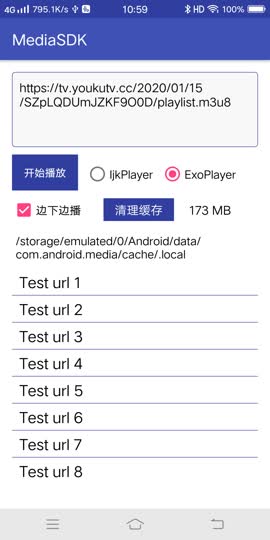 4G 795.1K/s 10:59 HD 100%
MediaSDK
https://tv.youkutv.cc/2020/01/15
/SZpLQDUmJZKF9O0D/playlist.m3u8
开始播放 IjkPlayer ExoPlayer
边下边播 清理缓存 173 MB
/storage/emulated/0/Android/data/
com.android.media/cache/.local
Test url 1
Test url 2
Test url 3
Test url 4
Test url 5
Test url 6
Test url 7
Test url 8